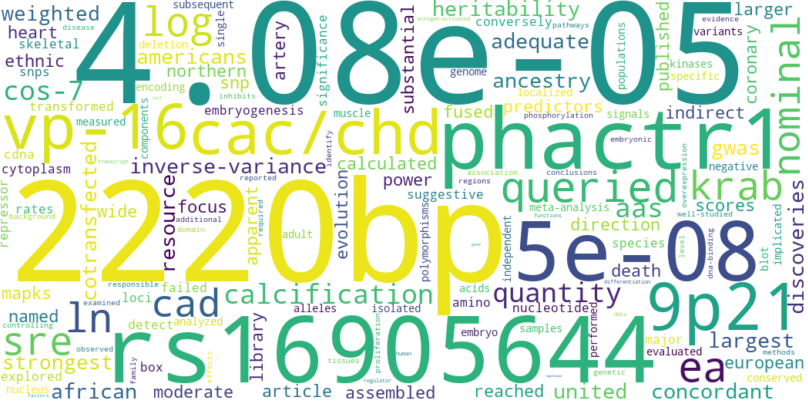 weighted
4.08e-05
log
subsequent
single
artery
significance
substantial
heritability
conversely
pathways
adequate
populations
published
larger
evidence
variants
heart
disease
skeletal
deletion
americans
ethnic
snps
northern
genome
kinases
specific
coronary
nominal
cos-7
encoding
snp
ancestry
localized
predictors
transformed
embryogenesis
phosphorylation
signals
indirect
vp-16
cac/chd
phactr1
measured
components
muscle
inhibits
fused
embryonic
cdna
identify
association
gwas
cytoplasm
transcript
inverse-variance
calculated
conclusions
negative
reported
regions
overexpression
repressor
cotransfected
2220bp
resource
focus
power
suggestive
queried
krab
rates
wide
additional
evolution
polymorphisms
meta-analysis
aas
scores
background
domain
required
functions
well-studied
discoveries
apparent
adult
independent
direction
5e-08
implicated
species
level
dna-binding
blot
gene
death
responsible
failed
acids
differentiation
mapks
loci
calcification
amino
quantity
9p21
controlling
examined
ln
cad
alleles
isolated
nucleotide
named
detect
analyzed
library
embryo
samples
performed
major
largest
observed
sre
rs16905644
proliferation
evaluated
methods
strongest
human
tissues
ea
european
explored
family
box
effects
genetic
data
conserved
nucleus
regulator
factors
african
moderate
article
assembled
reached
united
concordant